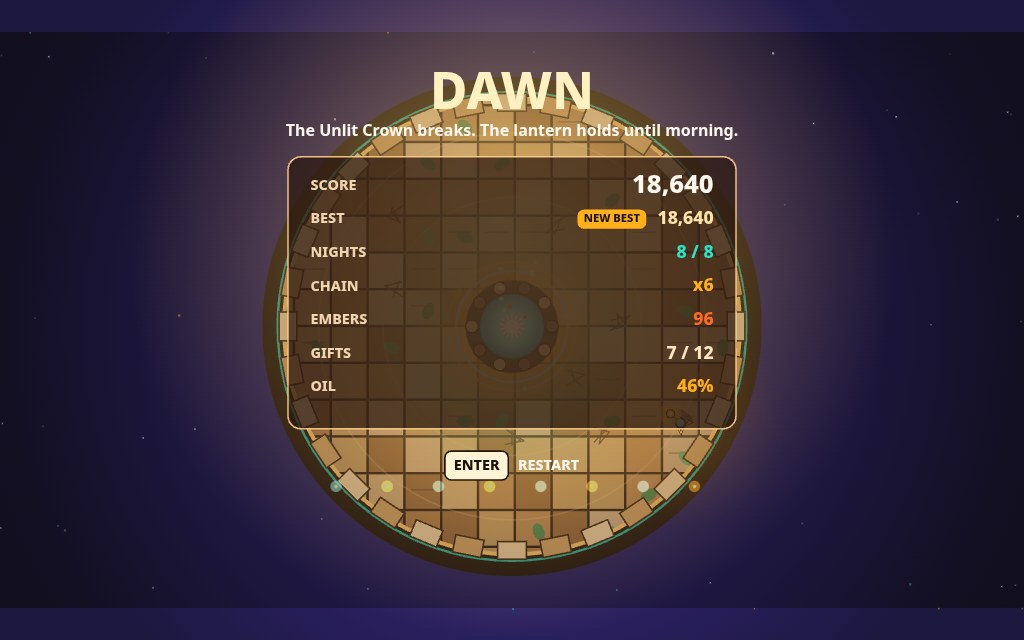 DAWN
The Unlit Crown breaks. The lantern holds until morning.
SCORE 18,640
BEST NEW BEST 18,640
NIGHTS 8 / 8
CHAIN x6
EMBERS 96
GIFTS 7 / 12
OIL 46%
ENTER RESTART